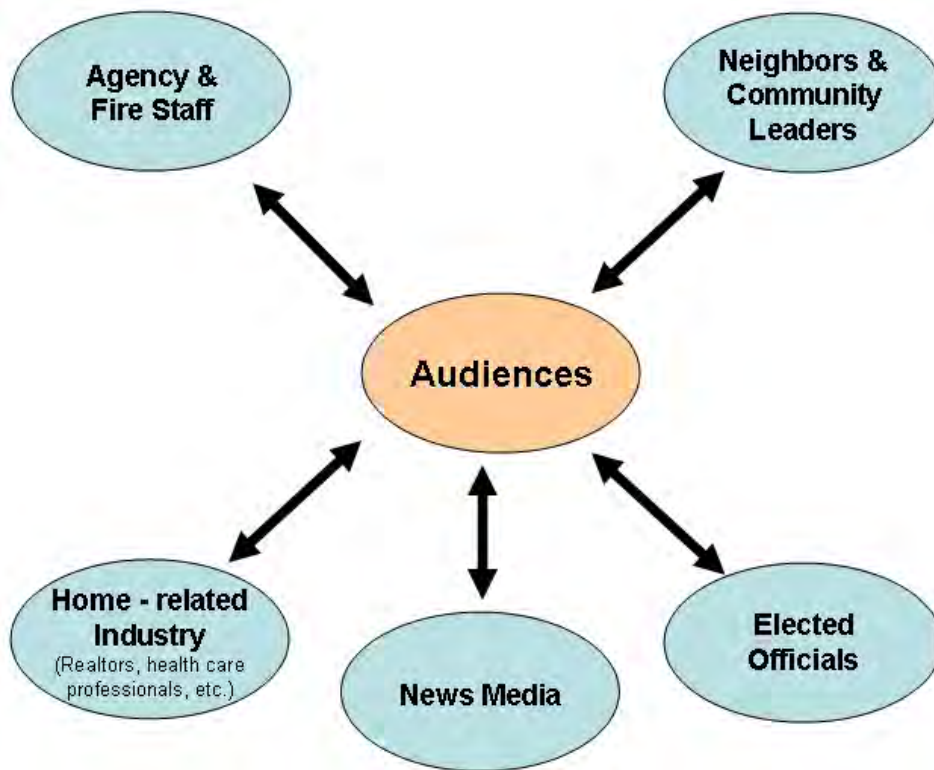 Agency &
Fire Staff
Neighbors &
Community
Leaders
Audiences
Home - related
Industry
(Realtors, health care
professionals, etc.)
News Media
Elected
Officials